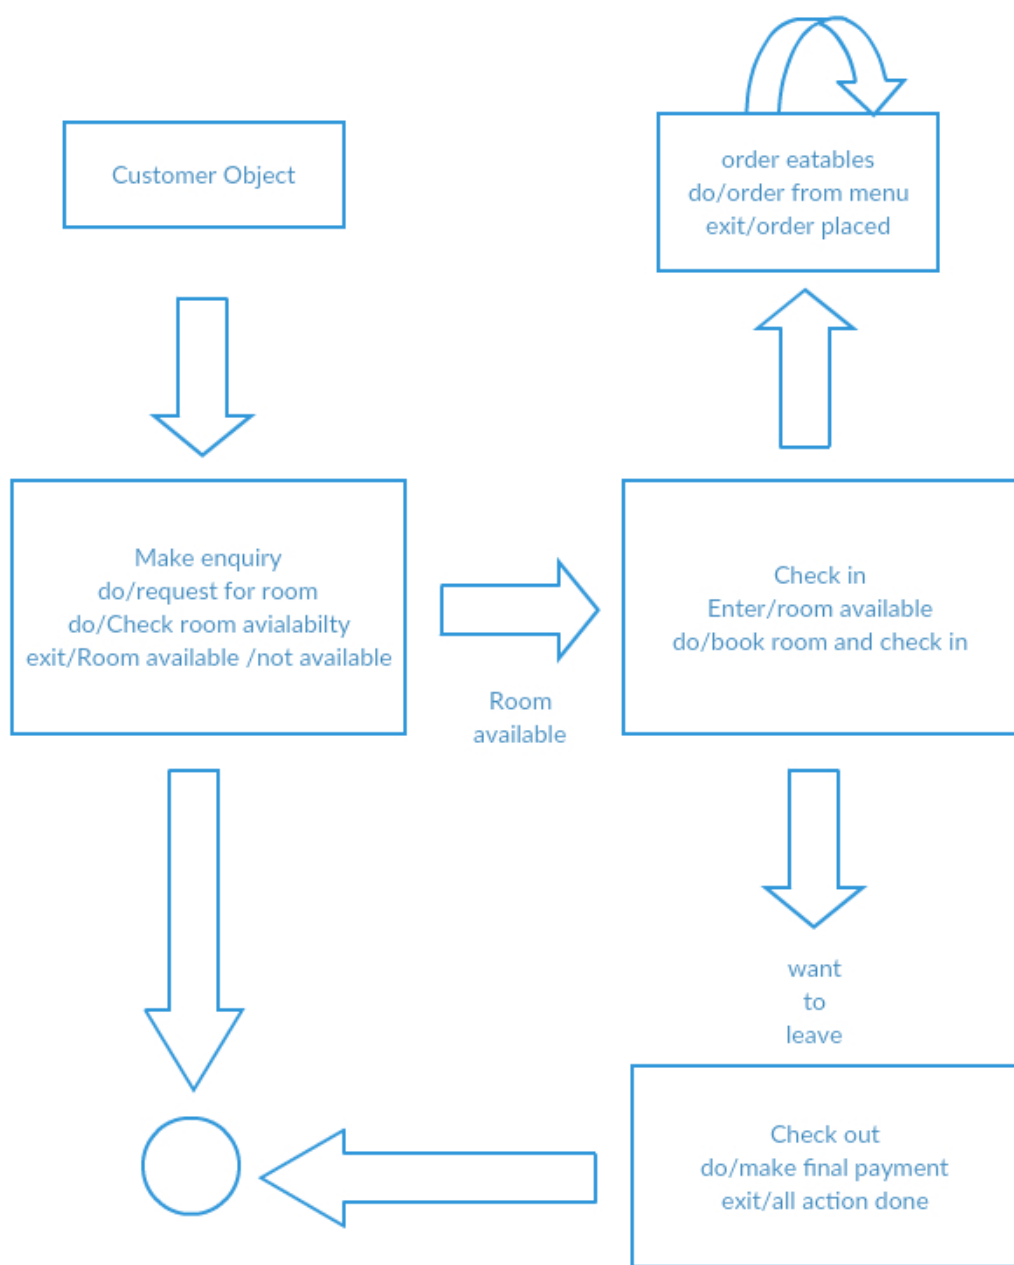 Customer Object
order eatables
do/order from menu
exit/order placed
Make enquiry
do/request for room
do/Check room avialabilty
exit/Room available /not available
Room
available
Check in
Enter/room available
do/book room and check in
want
to
leave
Check out
do/make final payment
exit/all action done